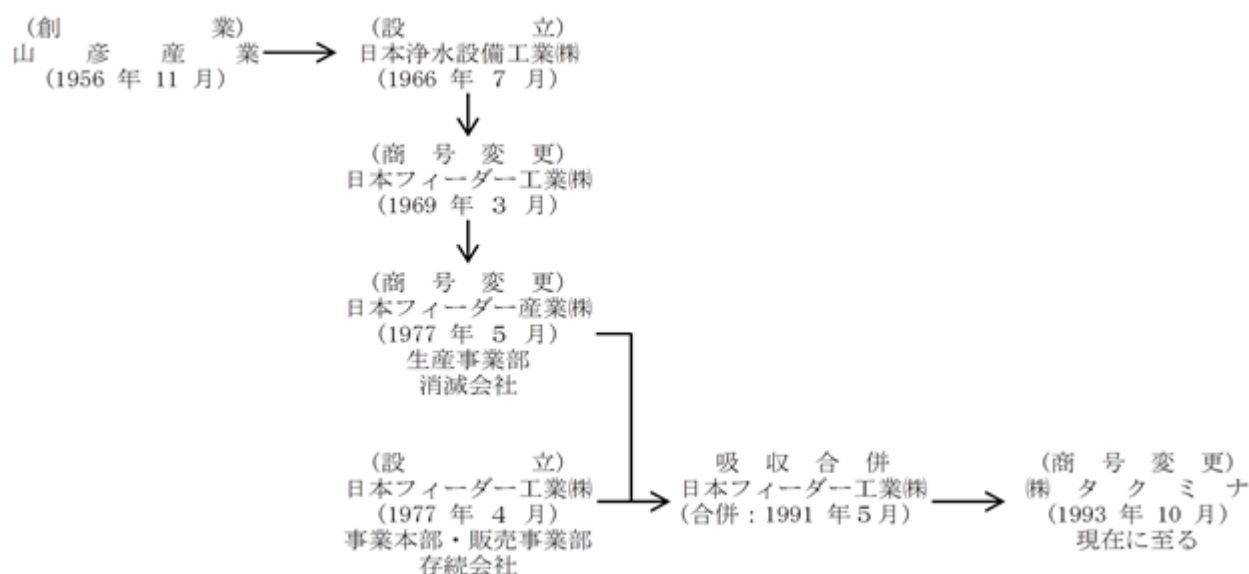 (創業)
山彦産業
(1956 年 11 月)
(設立)
日本浄水設備工業㈱
(1966 年 7 月)
(商号変更)
日本フィーダー工業㈱
(1969 年 3 月)
(商号変更)
日本フィーダー産業㈱
(1977 年 5 月)
生産事業部
消滅会社
(設立)
日本フィーダー工業㈱
(1977 年 4 月)
事業本部・販売事業部
存続会社
吸収合併
日本フィーダー工業㈱
(合併：1991 年５月)
(商号変更)
㈱タクミナ
(1993 年 10 月)
現在に至る